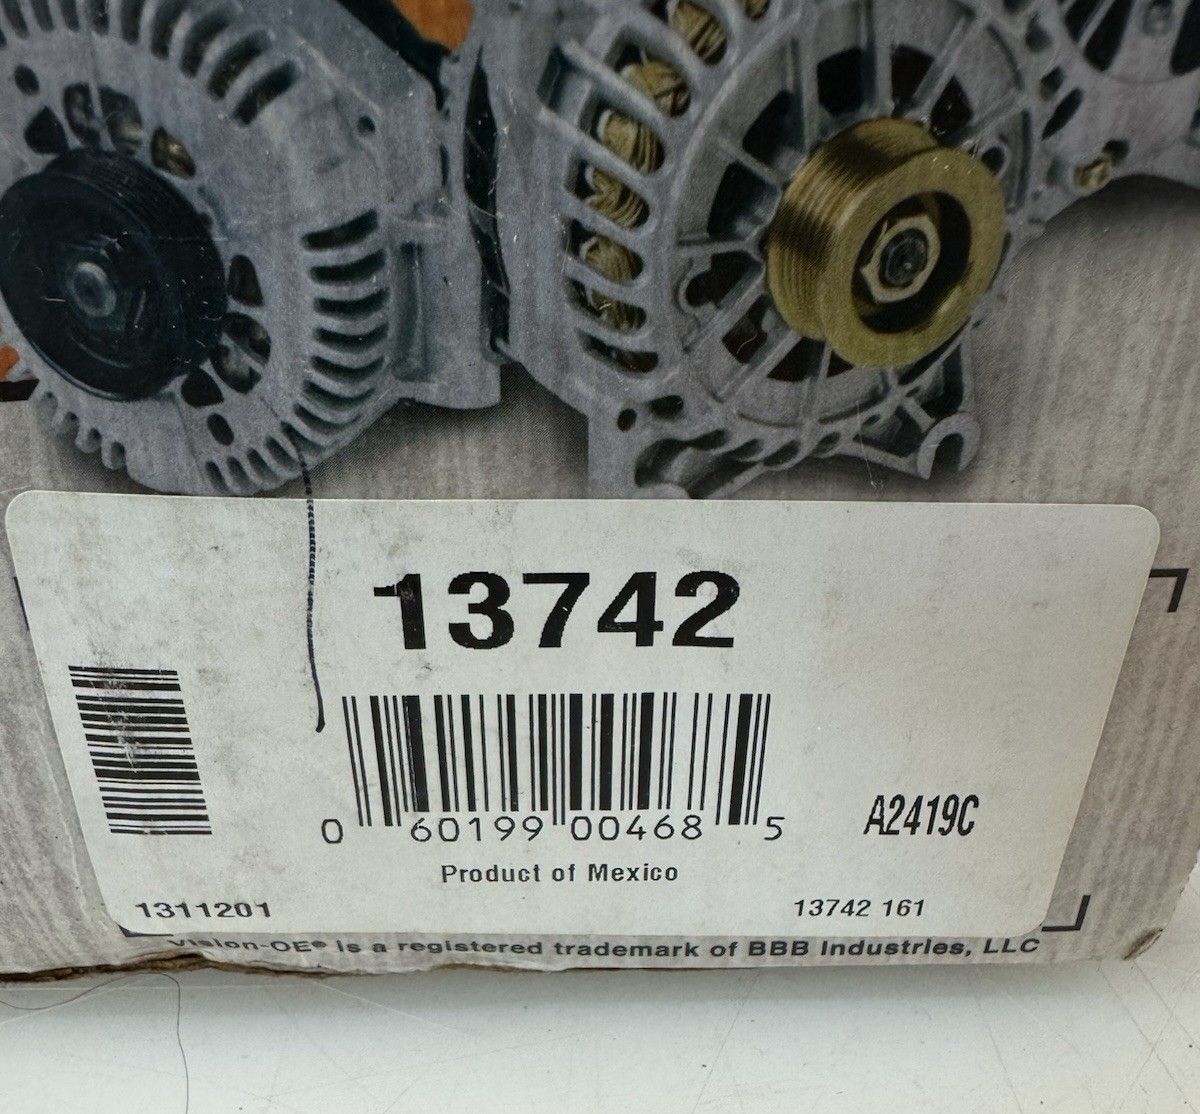 13742
0 60199 00468 5
A2419C
Product of Mexico
1311201
13742 161
Vision-OE® is a registered trademark of BBB Industries, LLC